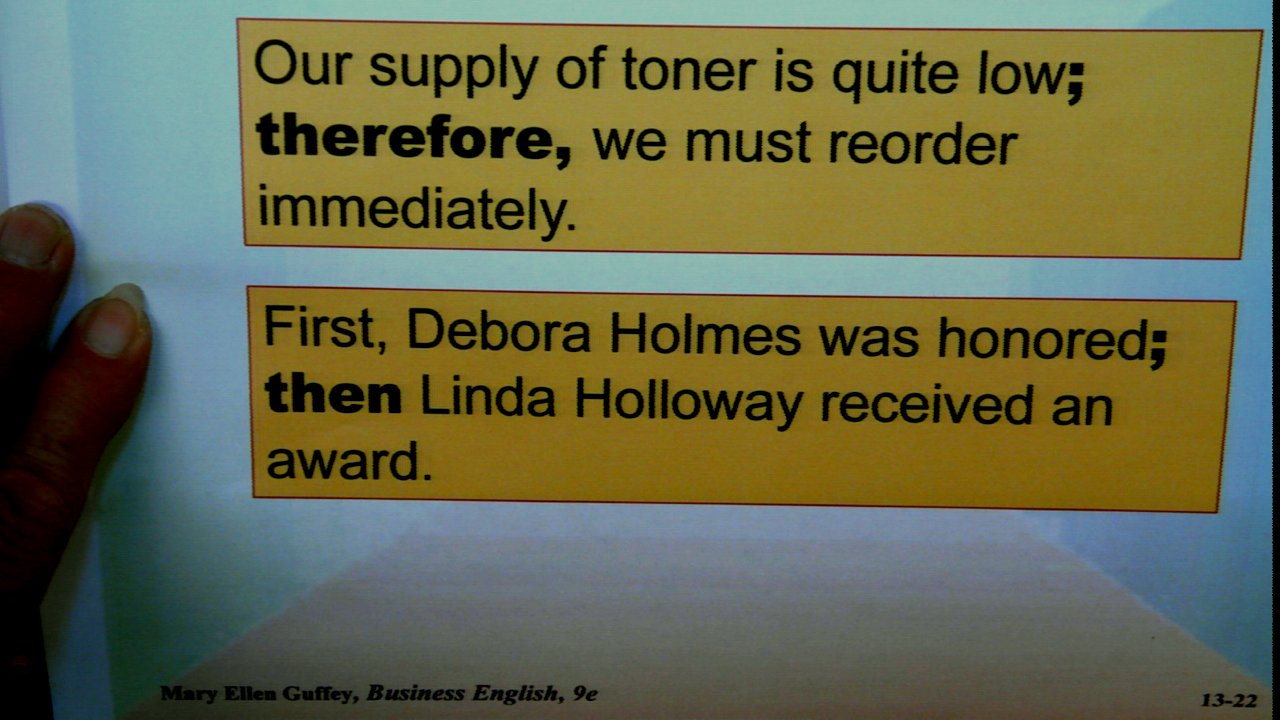 Our supply of toner is quite low;
therefore, we must reorder
immediately.
First, Debora Holmes was honored;
then Linda Holloway received an
award.
Mary Ellen Guffey, Business English, 9e
13-22